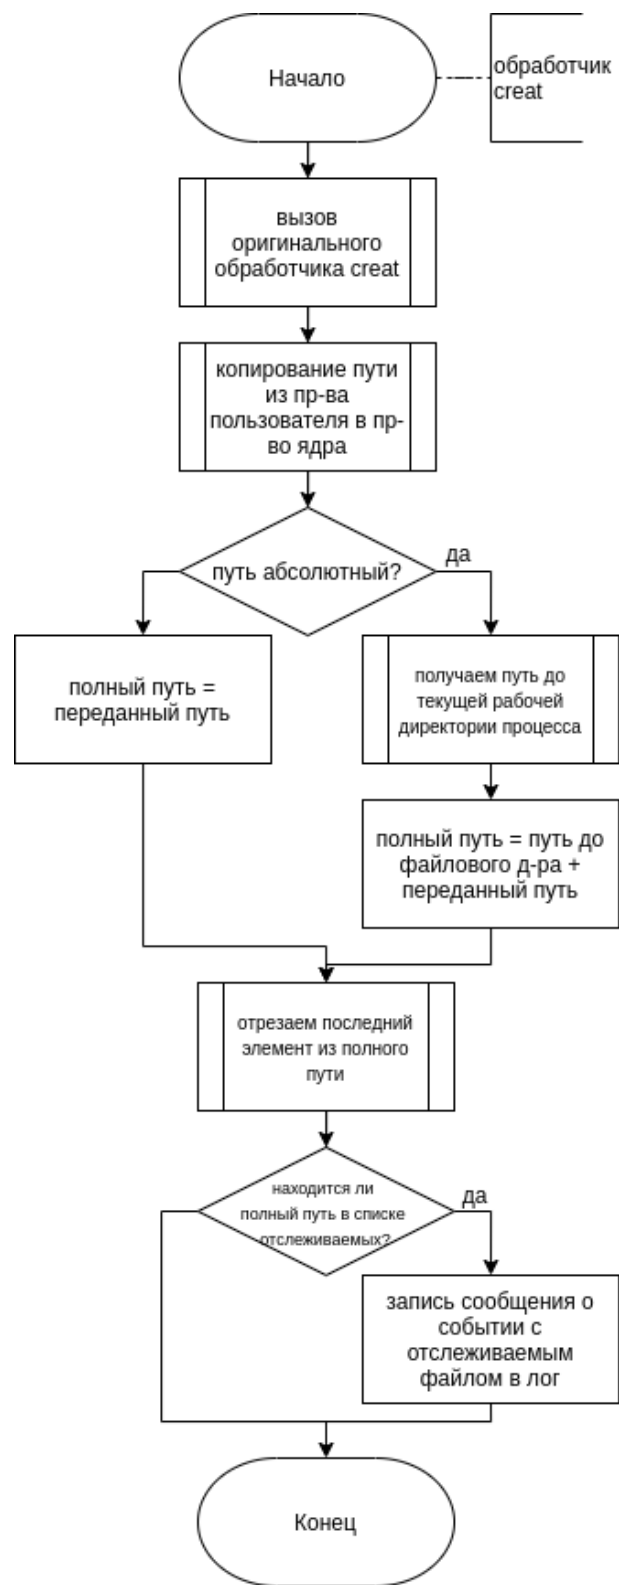 Начало
обработчик
creat
вызов
оригинального
обработчика creat
копирование пути
из пр-ва
пользователя в пр-
во ядра
путь абсолютный?
да
полный путь =
переданный путь
получаем путь до
текущей рабочей
директории процесса
полный путь = путь до
файлового д-ра +
переданный путь
отрезаем последний
элемент из полного
пути
находится ли
полный путь в списке
отслеживаемых?
да
запись сообщения о
событии с
отслеживаемым
файлом в лог
Конец